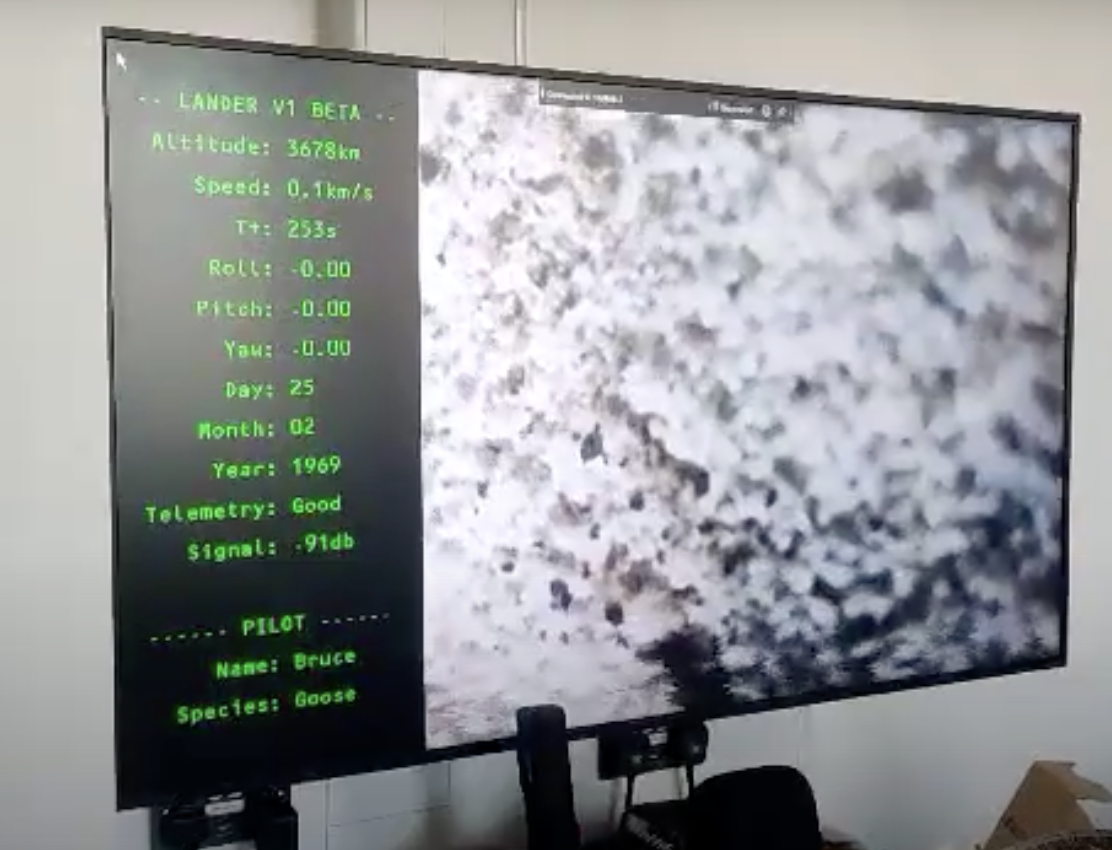 -- LANDER V1 BETA --
Altitude: 3678km
Speed: 0.1km/s
T+: 253s
Roll: -0.00
Pitch: -0.00
Yaw: -0.00
Day: 25
Month: 02
Year: 1969
Telemetry: Good
Signal: -91db
------ PILOT ------
Name: Bruce
Species: Goose